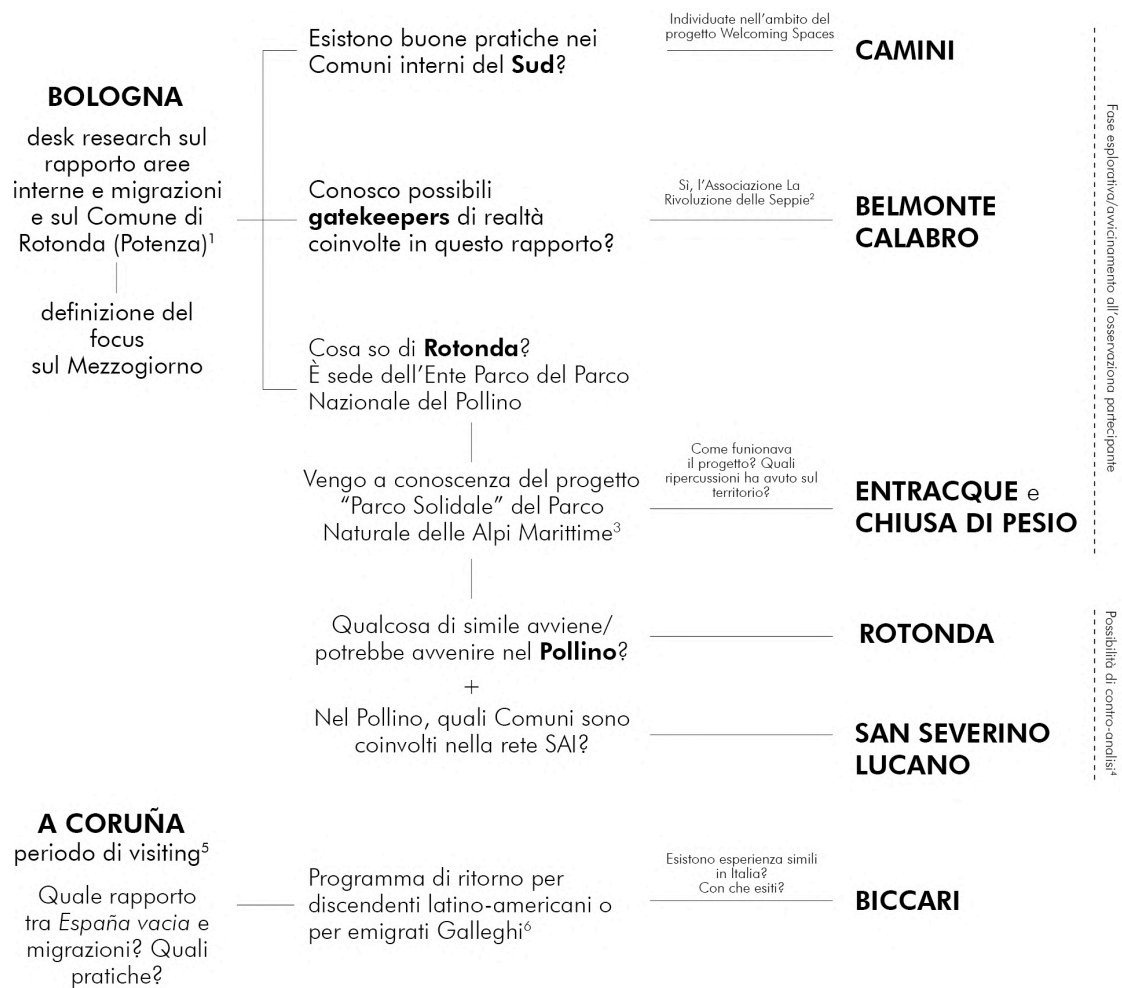 BOLOGNA
desk research sul
rapporto aree
interne e migrazioni
e sul Comune di
Rotonda (Potenza)¹
definizione del
focus
sul Mezzogiorno
Esistono buone pratiche nei
Comuni interni del Sud?
Individuate nell'ambito del
progetto Welcoming Spaces
CAMINI
Conosco possibili
gatekeepers di realtà
coinvolte in questo rapporto?
Sì, l'Associazione La
Rivoluzione delle Seppie²
BELMONTE
CALABRO
Cosa so di Rotonda?
È sede dell'Ente Parco del Parco
Nazionale del Pollino
Vengo a conoscenza del progetto
“Parco Solidale” del Parco
Naturale delle Alpi Marittime³
Come funionava
il progetto? Quali
ripercussioni ha avuto sul
territorio?
ENTRACQUE e
CHIUSA DI PESIO
Fase esplorativa/avvicinamento all'osservaziona partecipante
Qualcosa di simile avviene/
potrebbe avvenire nel Pollino?
ROTONDA
+
Nel Pollino, quali Comuni sono
coinvolti nella rete SAI?
SAN SEVERINO
LUCANO
Possibilità di contro-analisi⁴
A CORUÑA
periodo di visiting⁵
Quale rapporto
tra España vacia e
migrazioni? Quali
pratiche?
Programma di ritorno per
discendenti latino-americani o
per emigrati Galleghi⁶
Esistono esperienza simili
in Italia?
Con che esiti?
BICCARI